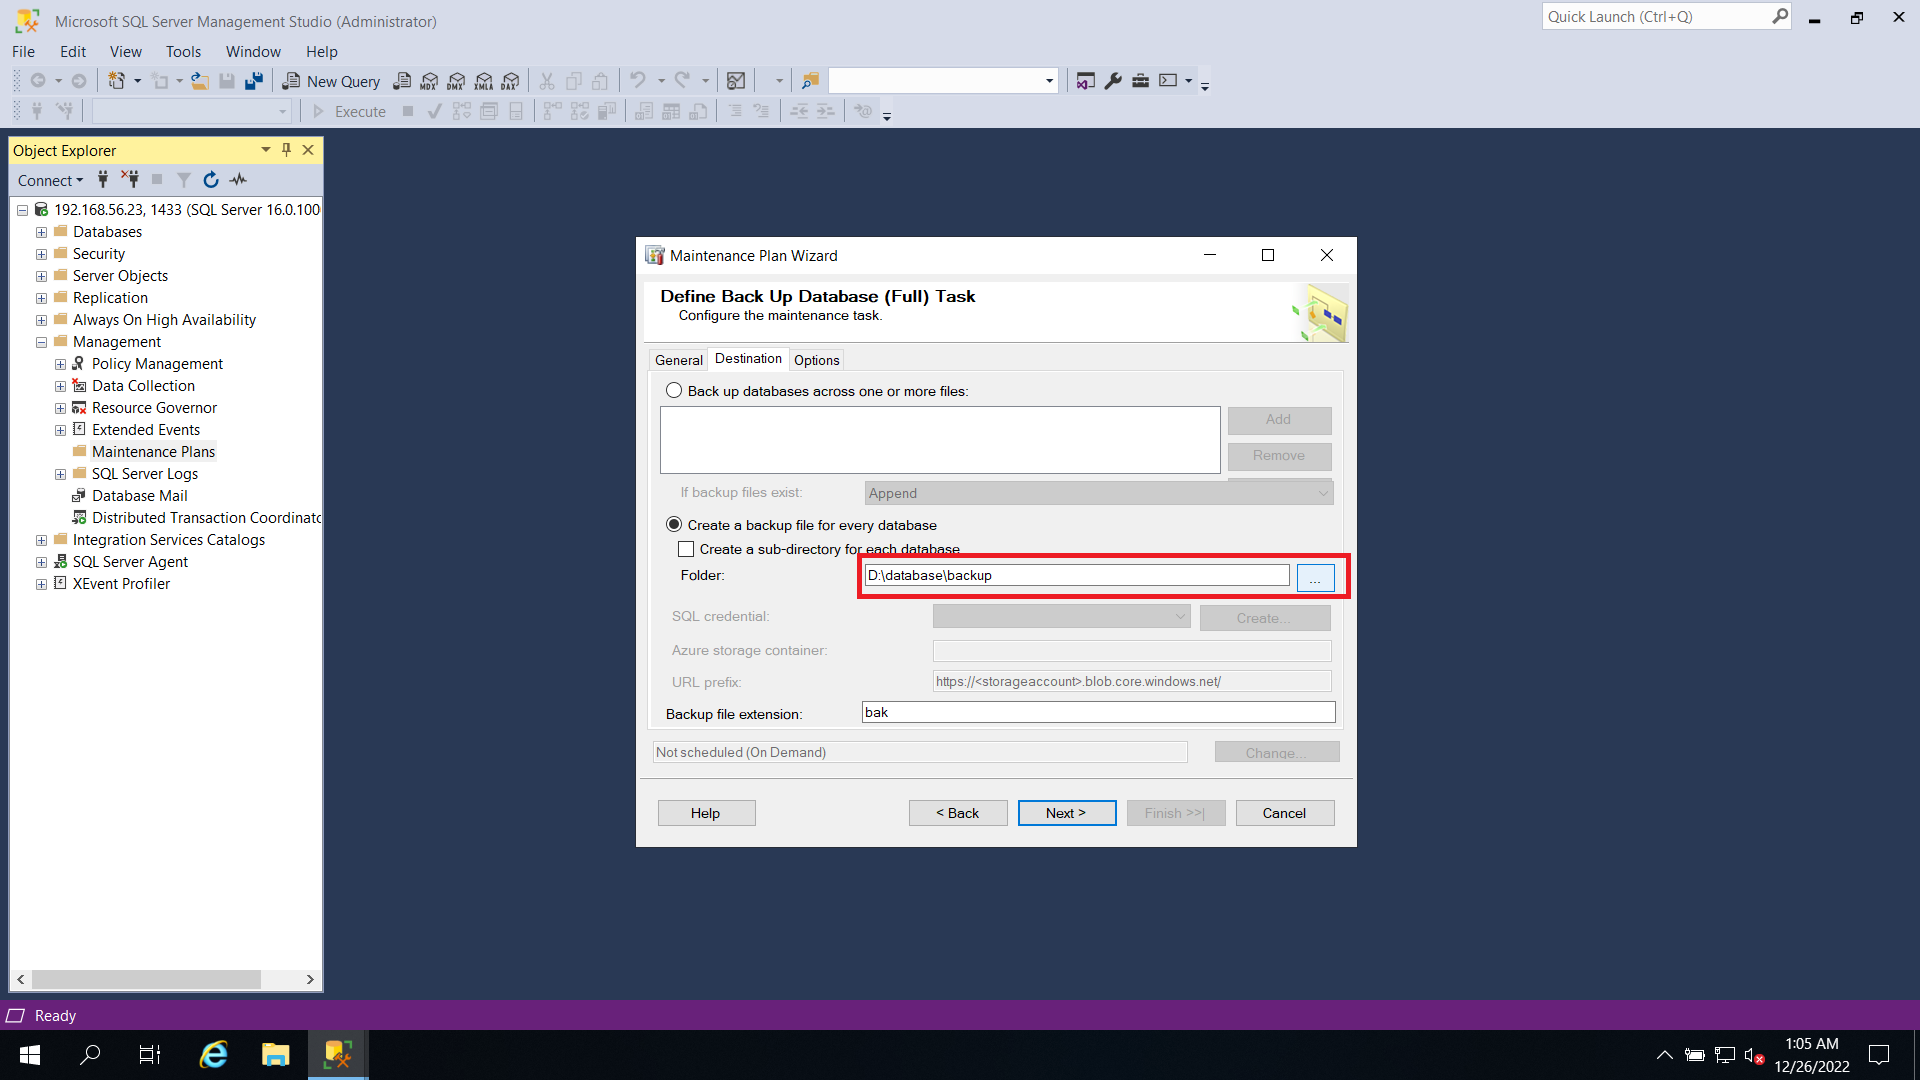 Microsoft SQL Server Management Studio (Administrator)
Quick Launch (Ctrl+Q)
File Edit View Tools Window Help
New Query MDX DMX XMLA DAX
Execute
Object Explorer
Connect
192.168.56.23, 1433 (SQL Server 16.0.100
Databases
Security
Server Objects
Replication
Always On High Availability
Management
Policy Management
Data Collection
Resource Governor
Extended Events
Maintenance Plans
SQL Server Logs
Database Mail
Distributed Transaction Coordinato
Integration Services Catalogs
SQL Server Agent
XEvent Profiler
Maintenance Plan Wizard
Define Back Up Database (Full) Task
Configure the maintenance task.
General Destination Options
Back up databases across one or more files:
Add
Remove
If backup files exist: Append
Create a backup file for every database
Create a sub-directory for each database
Folder: D:\database\backup ...
SQL credential: Create...
Azure storage container:
URL prefix: https://<storageaccount>.blob.core.windows.net/
Backup file extension: bak
Not scheduled (On Demand) Change...
Help < Back Next > Finish >>| Cancel
Ready
1:05 AM
12/26/2022